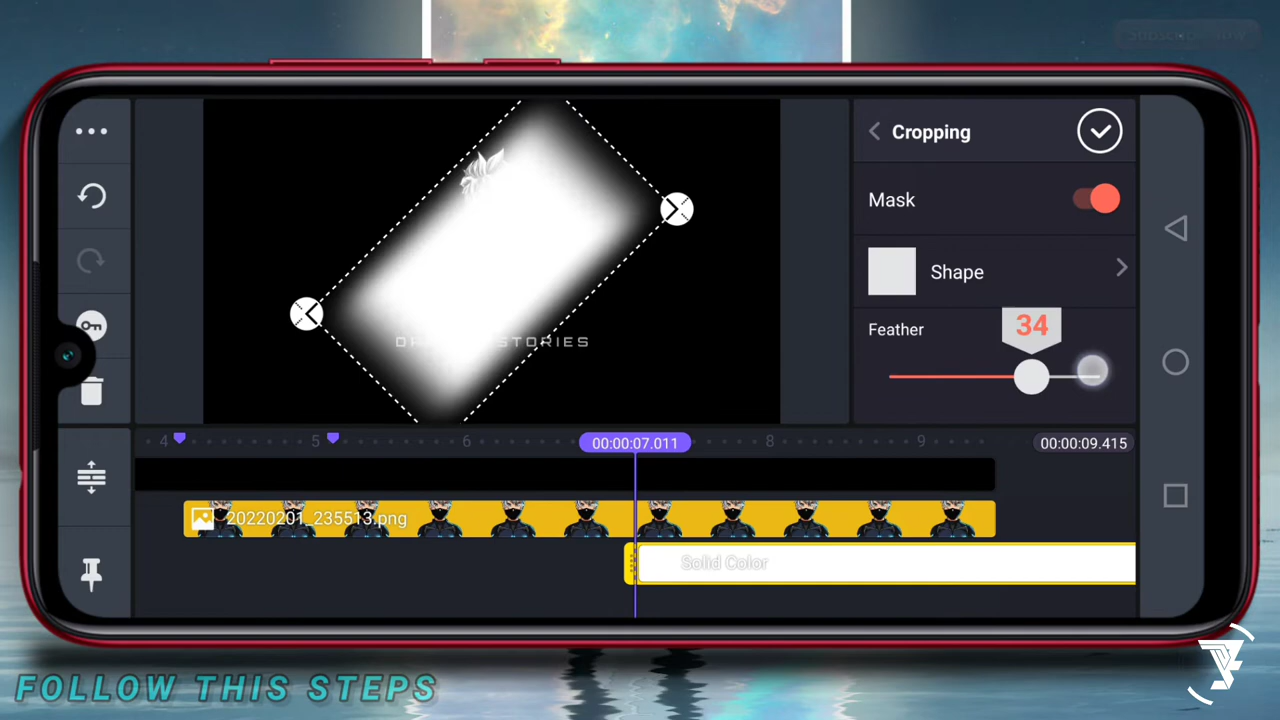 Cropping
Mask
Shape
Feather
34
STORIES
4
5
6
00:00:07.011
8
9
00:00:09.415
20220201_235513.png
Solid Color
FOLLOW THIS STEPS